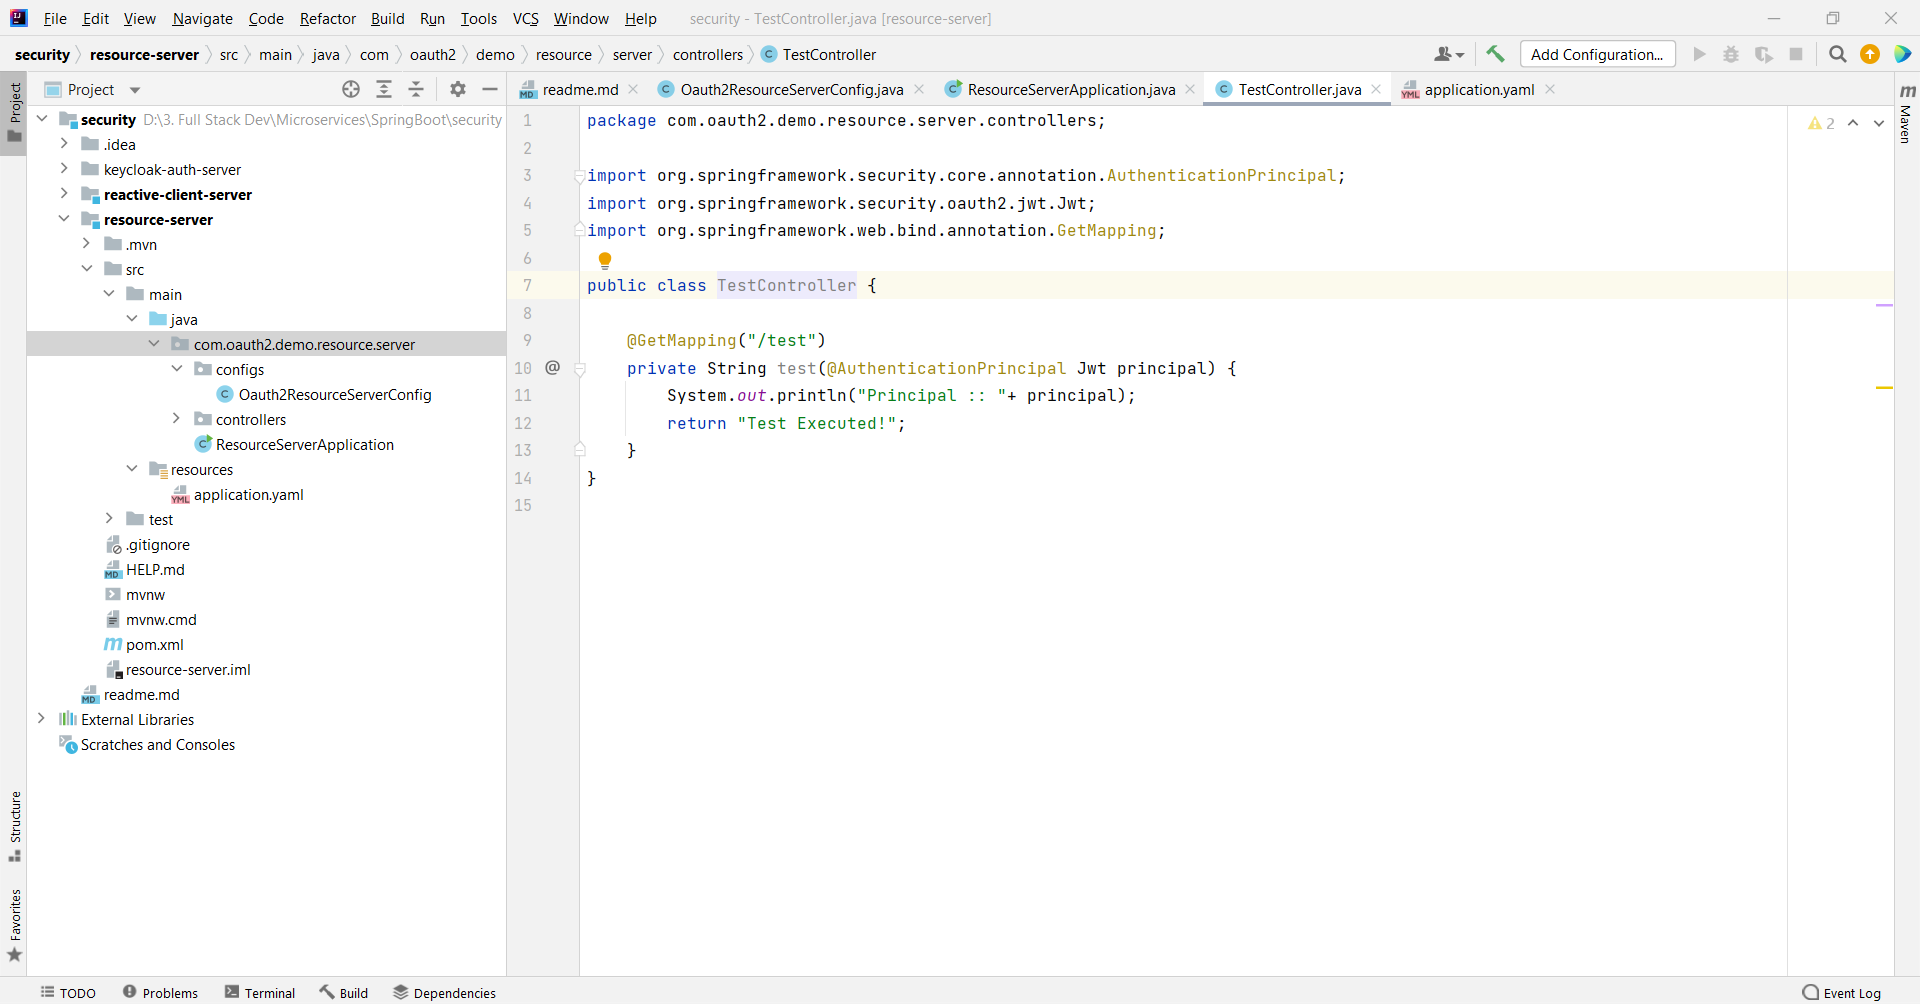 File Edit View Navigate Code Refactor Build Run Tools VCS Window Help security - TestController.java [resource-server]
security resource-server src main java com oauth2 demo resource server controllers TestController Add Configuration...
Project
readme.md Oauth2ResourceServerConfig.java ResourceServerApplication.java TestController.java application.yaml
Project
Structure
Favorites
Maven
security D:\3. Full Stack Dev\Microservices\SpringBoot\security
.idea
keycloak-auth-server
reactive-client-server
resource-server
.mvn
src
main
java
com.oauth2.demo.resource.server
configs
Oauth2ResourceServerConfig
controllers
ResourceServerApplication
resources
application.yaml
test
.gitignore
HELP.md
mvnw
mvnw.cmd
pom.xml
resource-server.iml
readme.md
External Libraries
Scratches and Consoles
1 package com.oauth2.demo.resource.server.controllers;
2
3 import org.springframework.security.core.annotation.AuthenticationPrincipal;
4 import org.springframework.security.oauth2.jwt.Jwt;
5 import org.springframework.web.bind.annotation.GetMapping;
6
7 public class TestController {
8
9 @GetMapping("/test")
10 @ private String test(@AuthenticationPrincipal Jwt principal) {
11 System.out.println("Principal :: "+ principal);
12 return "Test Executed!";
13 }
14 }
15
2
TODO Problems Terminal Build Dependencies Event Log